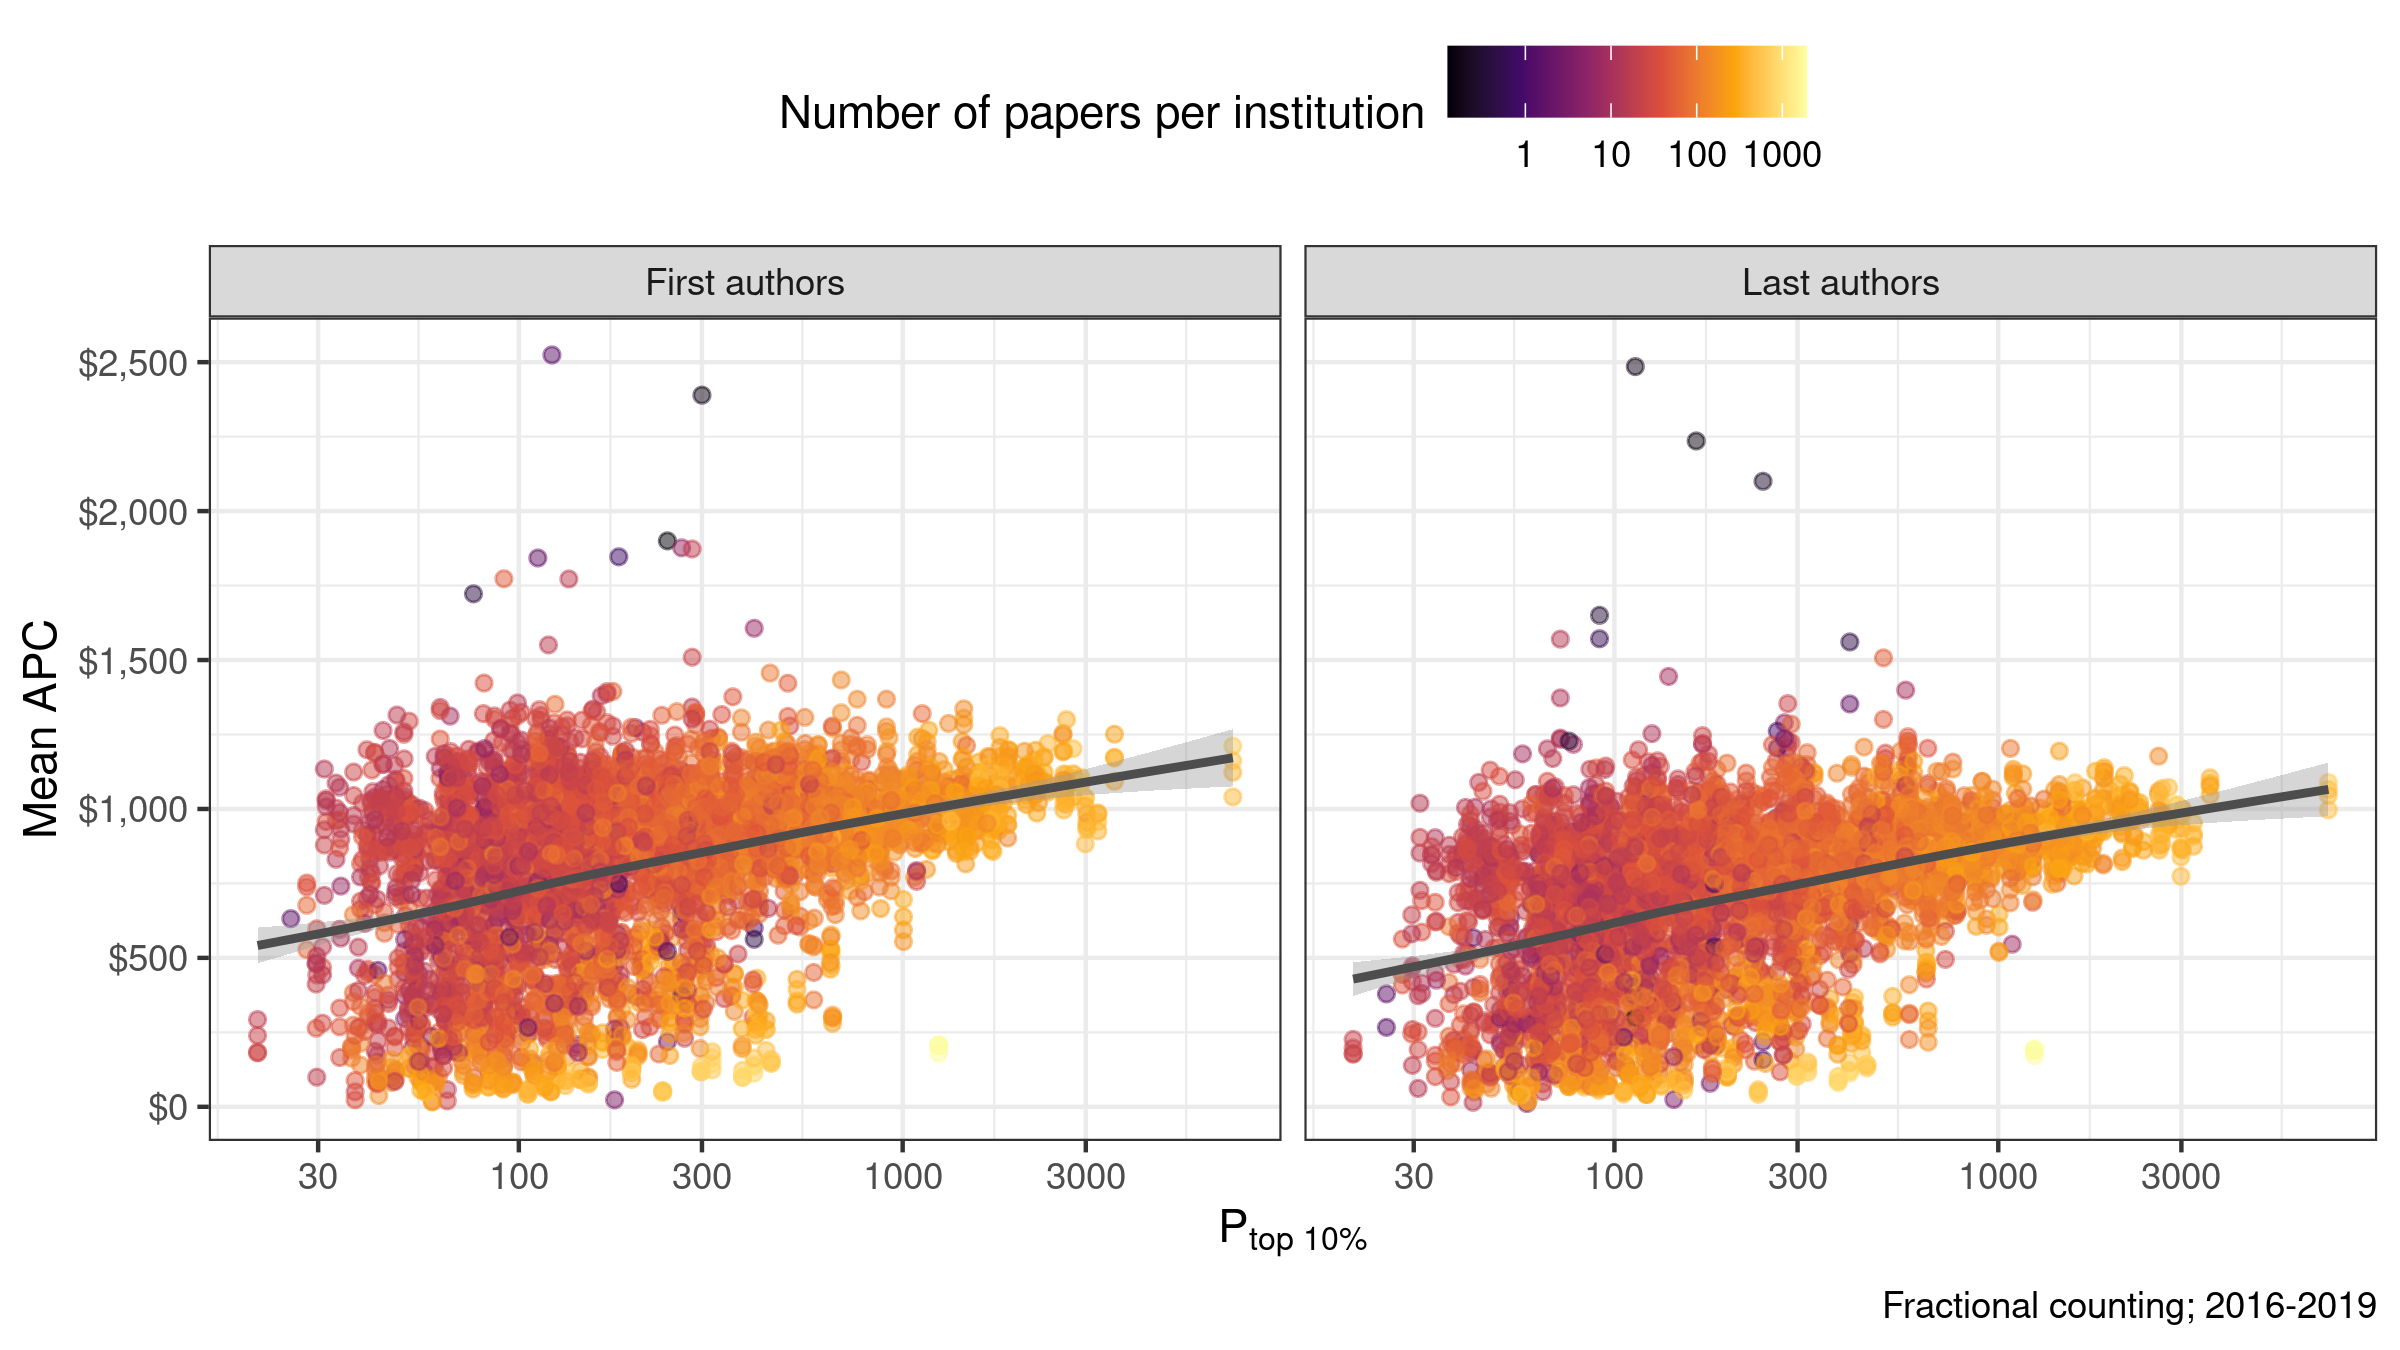 Number of papers per institution
1 10 100 1000
First authors Last authors
Mean APC
$2,500
$2,000
$1,500
$1,000
$500
$0
30 100 300 1000 3000 30 100 300 1000 3000
Ptop 10%
Fractional counting; 2016-2019